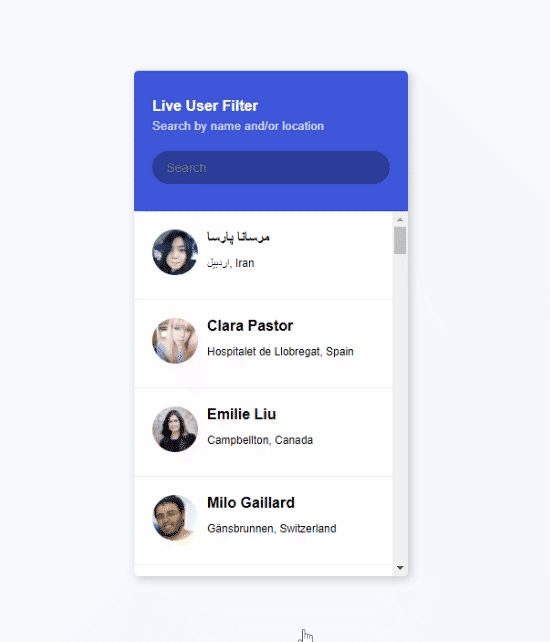 Live User Filter
Search by name and/or location
Search
مرسانا پارسا
اردبیل, Iran
Clara Pastor
Hospitalet de Llobregat, Spain
Emilie Liu
Campbellton, Canada
Milo Gaillard
Gänsbrunnen, Switzerland